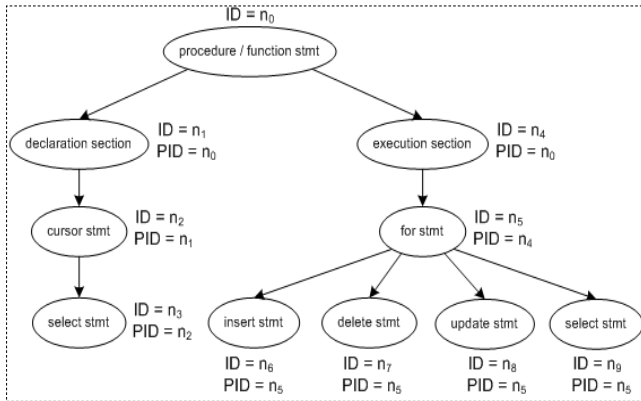 ID = n₀
procedure / function stmt
declaration section
ID = n₁
PID = n₀
execution section
ID = n₄
PID = n₀
cursor stmt
ID = n₂
PID = n₁
for stmt
ID = n₅
PID = n₄
select stmt
ID = n₃
PID = n₂
insert stmt
delete stmt
update stmt
select stmt
ID = n₆
PID = n₅
ID = n₇
PID = n₅
ID = n₈
PID = n₅
ID = n₉
PID = n₅